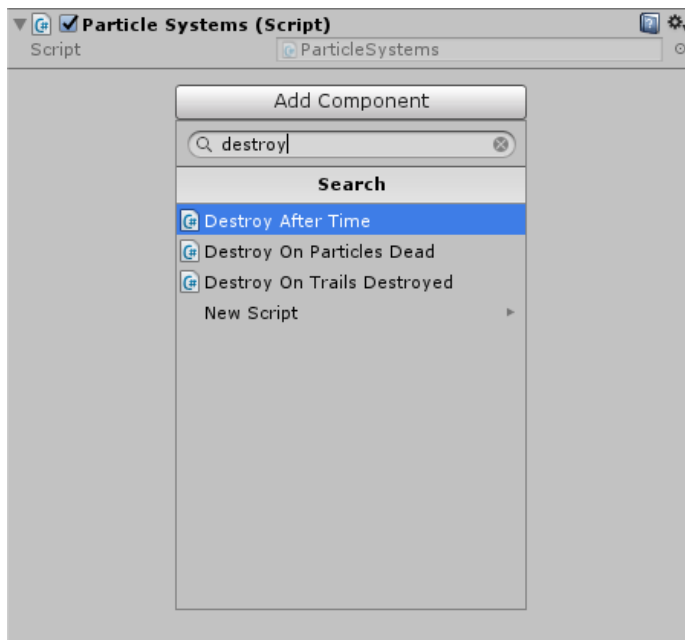 Particle Systems (Script)
Script ParticleSystems
Add Component
destroy
Search
Destroy After Time
Destroy On Particles Dead
Destroy On Trails Destroyed
New Script